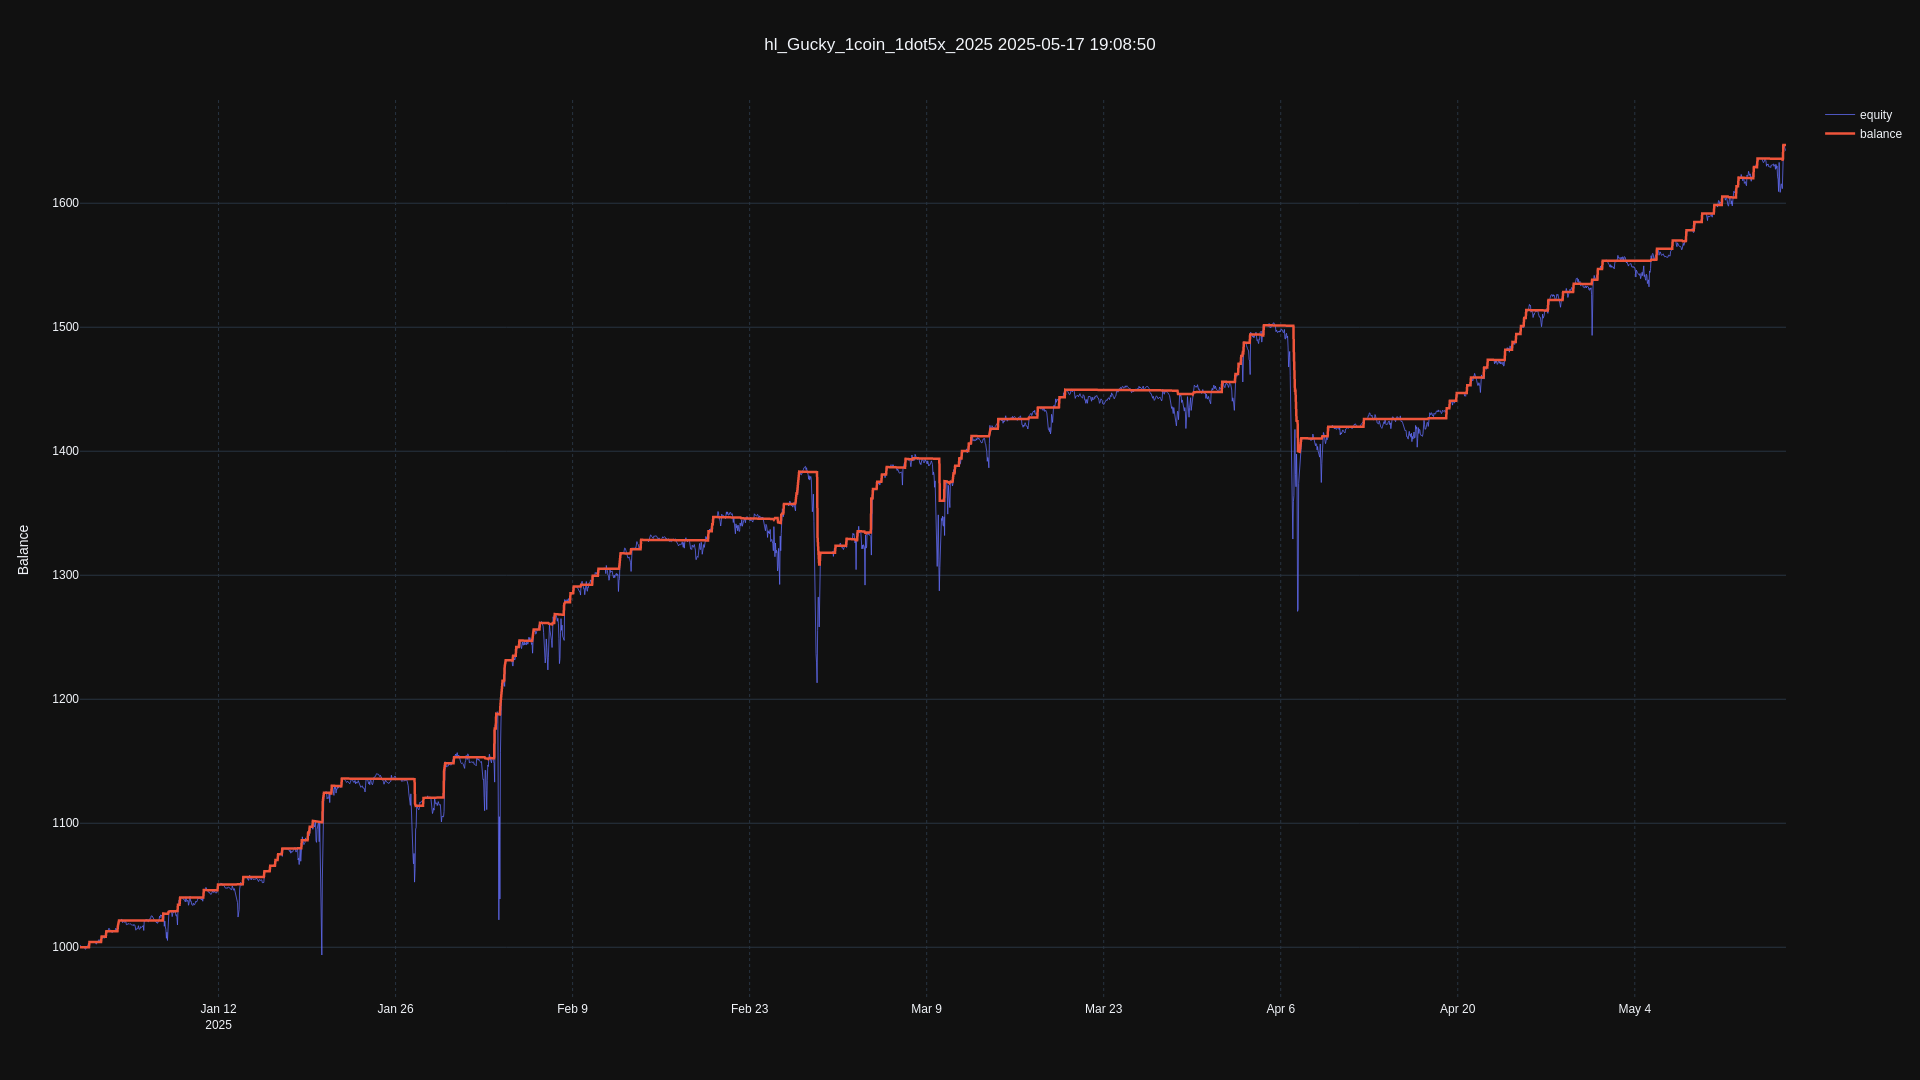 hl_Gucky_1coin_1dot5x_2025 2025-05-17 19:08:50
equity
balance
Balance
1600
1500
1400
1300
1200
1100
1000
Jan 12
2025
Jan 26
Feb 9
Feb 23
Mar 9
Mar 23
Apr 6
Apr 20
May 4